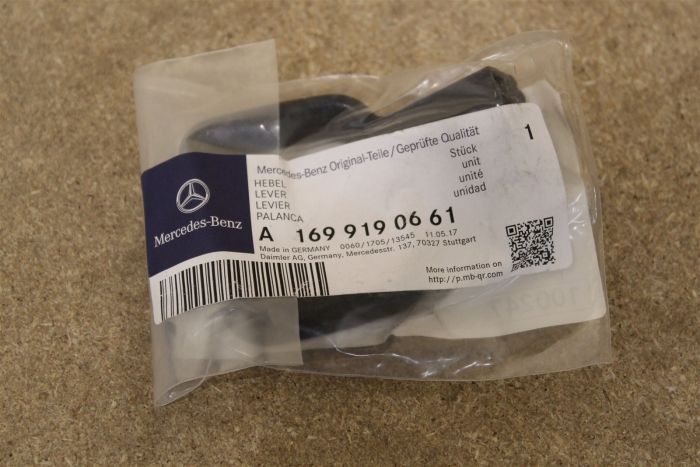 Mercedes-Benz
Mercedes-Benz Original-Teile/Geprüfte Qualität
HEBEL
LEVER
LEVIER
PALANCA
Stück
unit
unité
unidad
1
A 169 919 06 61
Made in GERMANY 0060/1705/13545 11.05.17
Daimler AG, Germany, Mercedesstr. 137, 70327 Stuttgart
More information on
http://p.mb-qr.com